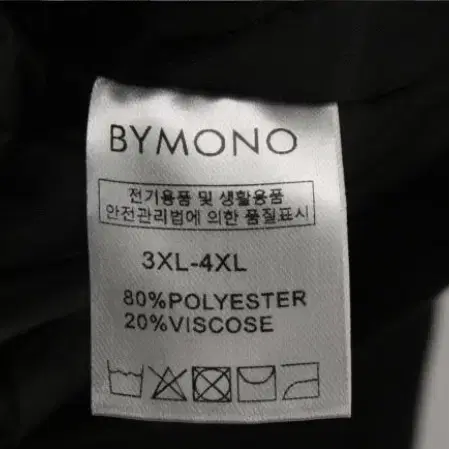 BYMONO
전기용품 및 생활용품
안전관리법에 의한 품질표시
3XL-4XL
80%POLYESTER
20%VISCOSE